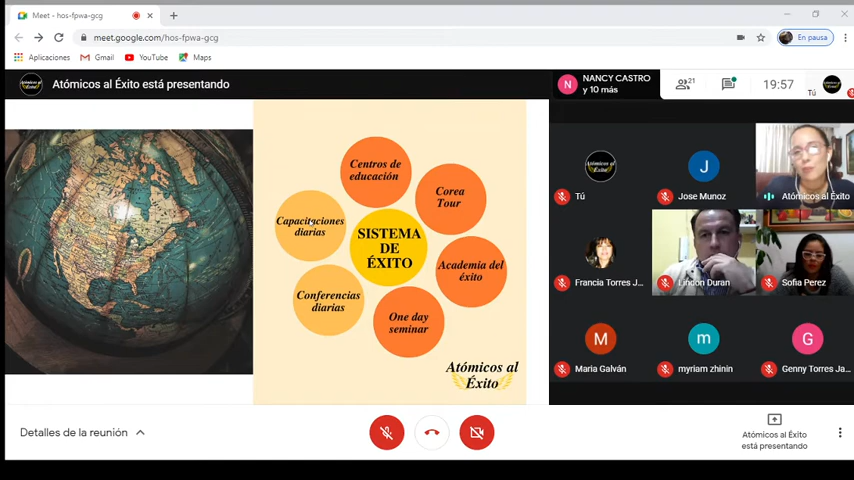 Meet - hos-fpwa-gcg
meet.google.com/hos-fpwa-gcg
En pausa
Aplicaciones
Gmail
YouTube
Maps
Atómicos al Éxito está presentando
N
NANCY CASTRO
y 10 más
21
19:57
Tú
Centros de
educación
Corea
Tour
Capacitaciones
diarias
SISTEMA
DE
ÉXITO
Academia del
éxito
Conferencias
diarias
One day
seminar
Atómicos al
Éxito
Tú
J
Jose Munoz
Atómicos al Éxito
Francia Torres J...
Lincon Duran
Sofia Perez
M
Maria Galván
m
myriam zhinin
G
Genny Torres Ja...
Detalles de la reunión
Atómicos al Éxito
está presentando